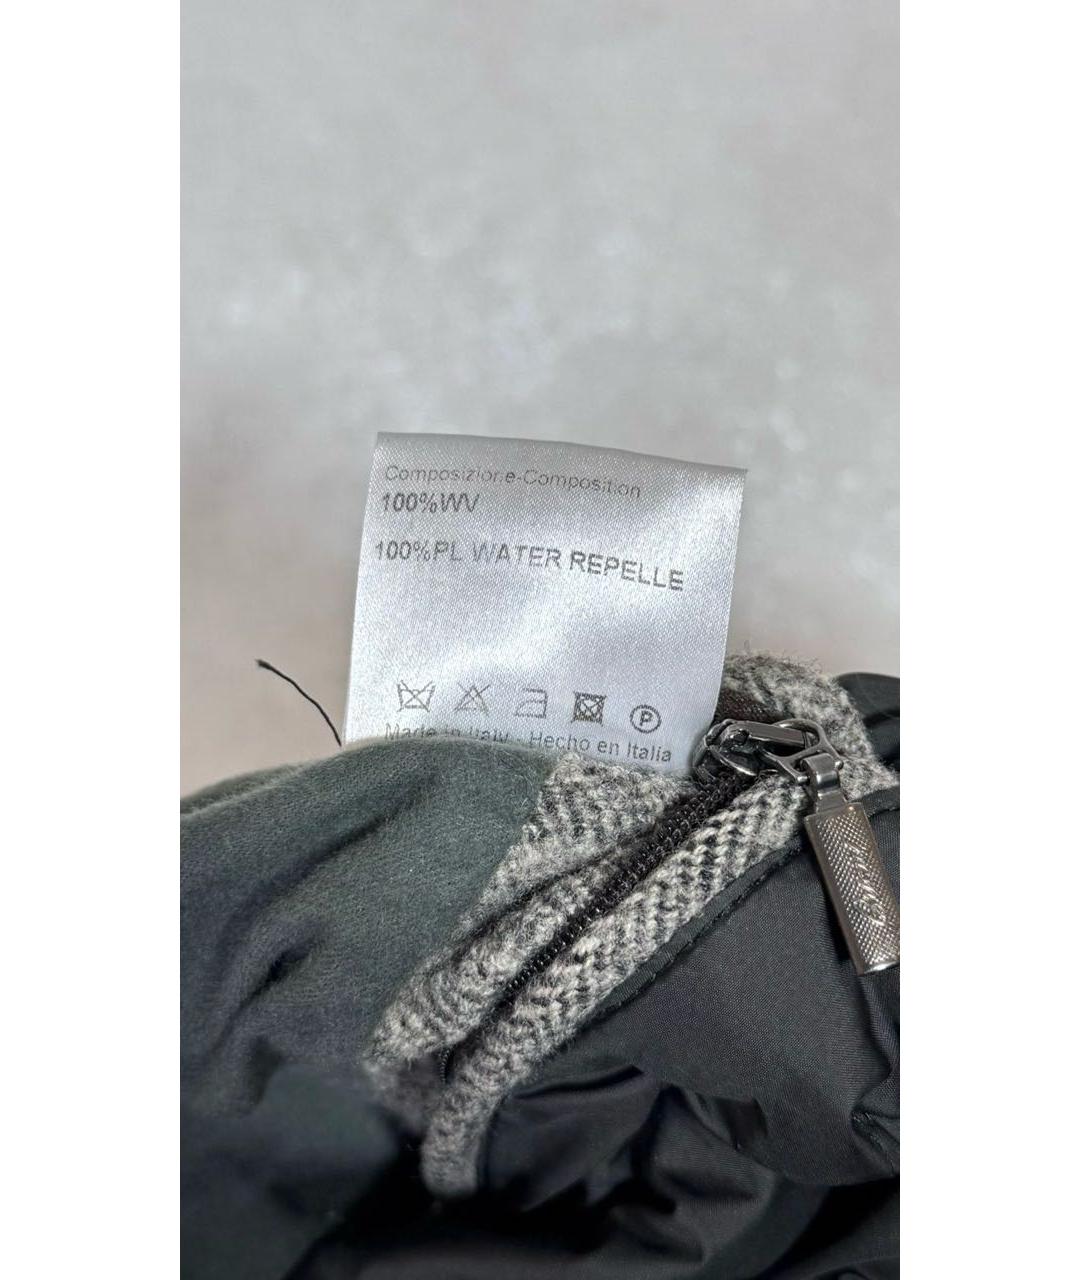 Composizione-Composition
100%WV
100%PL WATER REPELLE
P
Made in Italy - Hecho en Italia